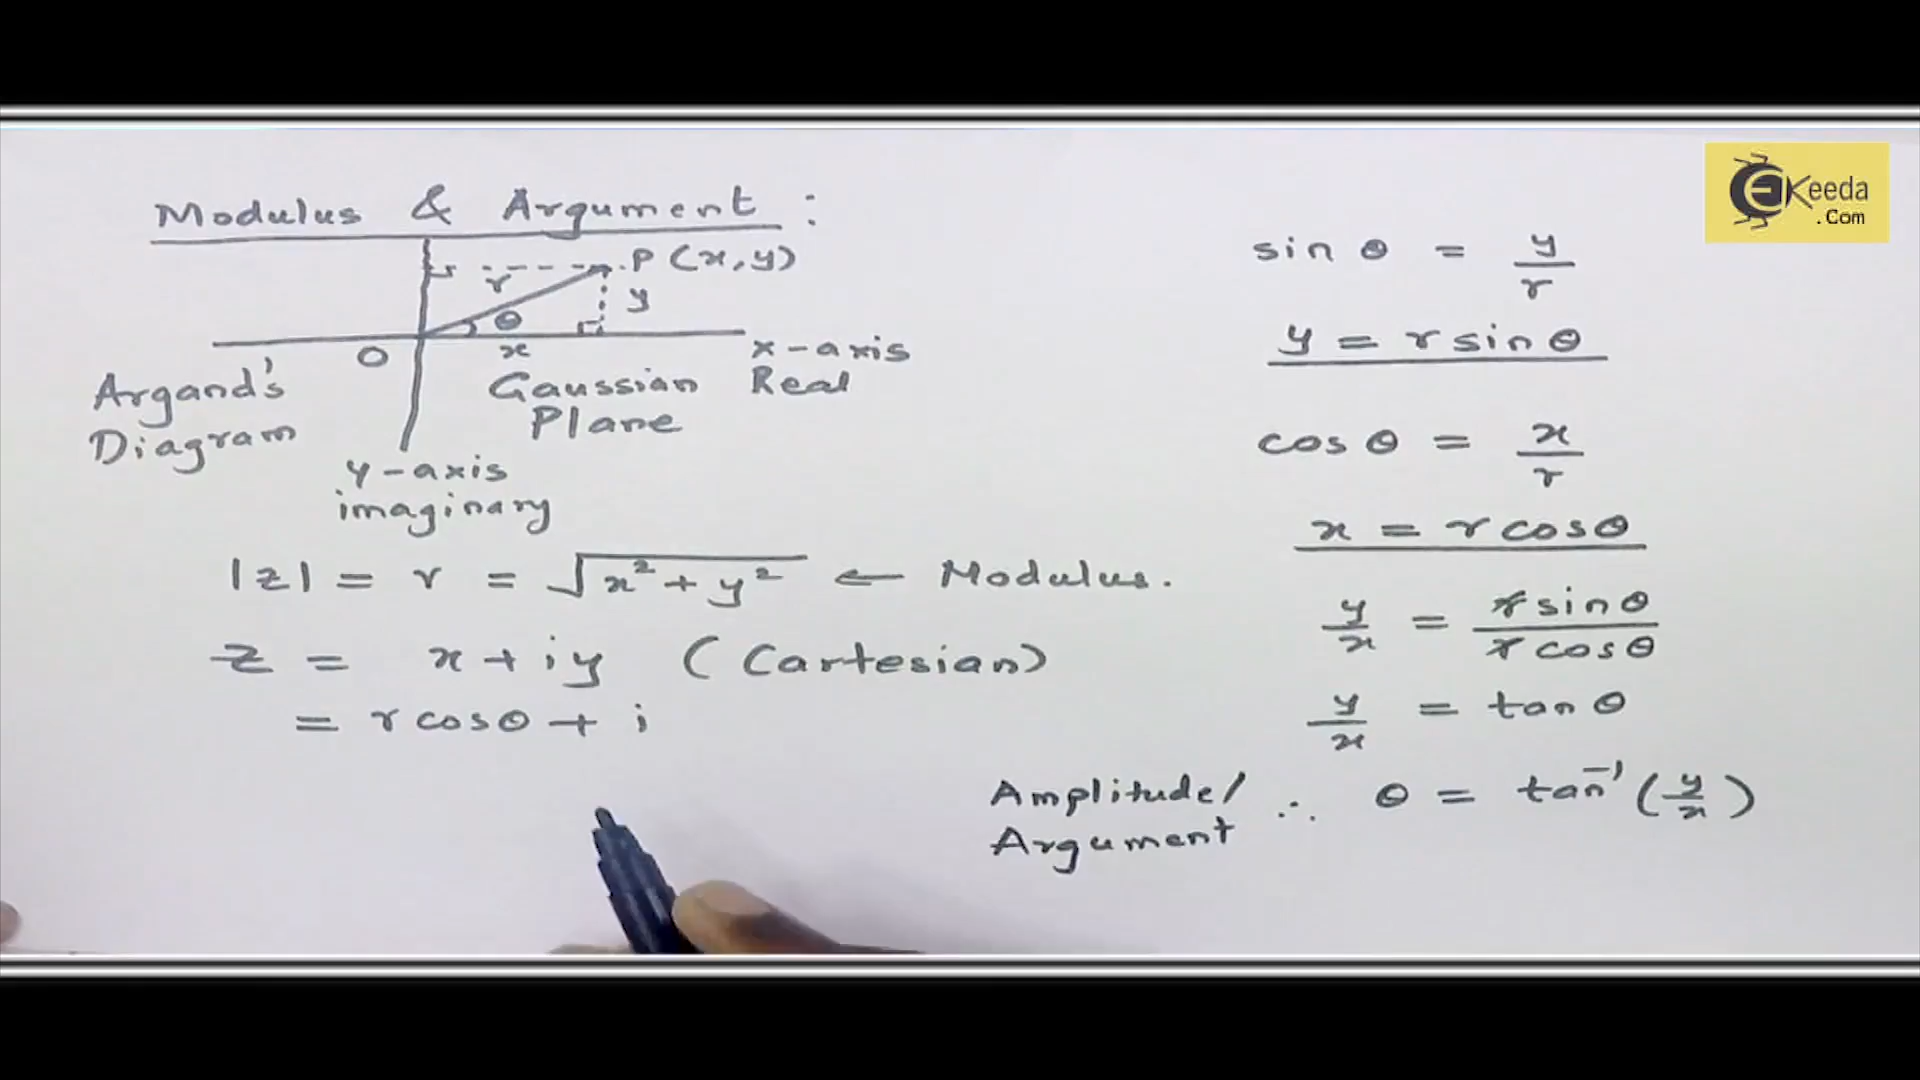 Modulus & Argument :
P (x, y)
r
y
θ
O
x
x-axis
Real
Argand's
Diagram
Gaussian
Plane
y-axis
imaginary
|z| = r = √(x² + y²) ← Modulus.
z = x + iy (Cartesian)
= r cosθ + i
EKeeda
.Com
sin θ = y/r
y = r sin θ
cos θ = x/r
x = r cosθ
y/x = r sinθ / r cosθ
y/x = tan θ
Amplitude/
Argument
∴ θ = tan⁻¹ (y/x)